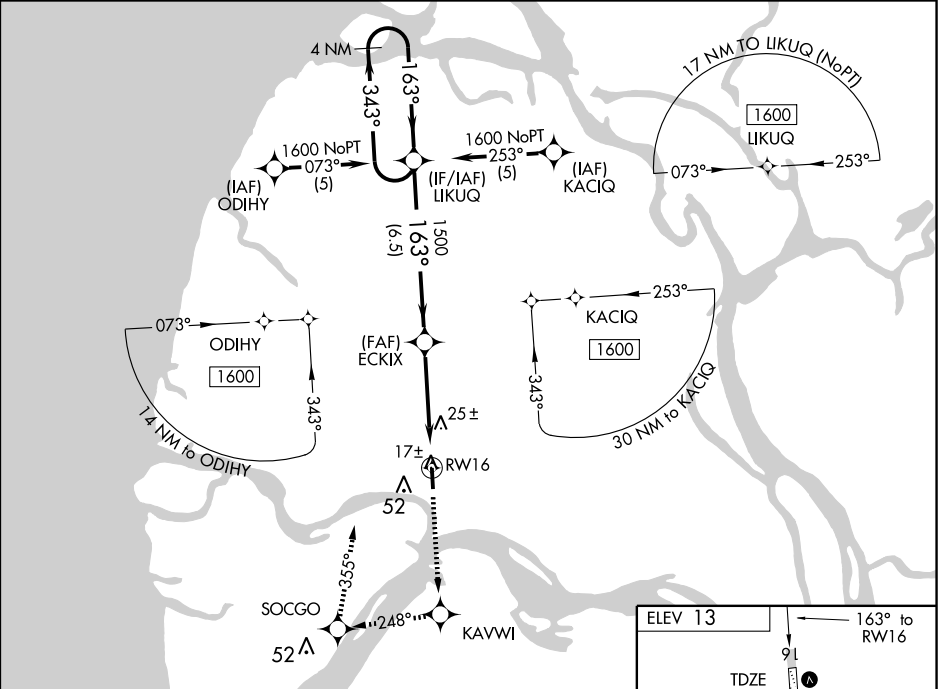 4 NM
343°
163°
17 NM TO LIKUQ (NoPT)
1600
LIKUQ
073°
253°
1600 NoPT
073°
(5)
(IAF)
ODIHY
(IF/IAF)
LIKUQ
1600 NoPT
253°
(5)
(IAF)
KACIQ
1500
163°
(6.5)
073°
ODIHY
1600
343°
14 NM to ODIHY
(FAF)
ECKIX
253°
KACIQ
1600
343°
30 NM to KACIQ
25 ±
17 ±
RW16
52
355°
SOCGO
248°
KAVWI
52
ELEV 13
163° to
RW16
16
TDZE
A